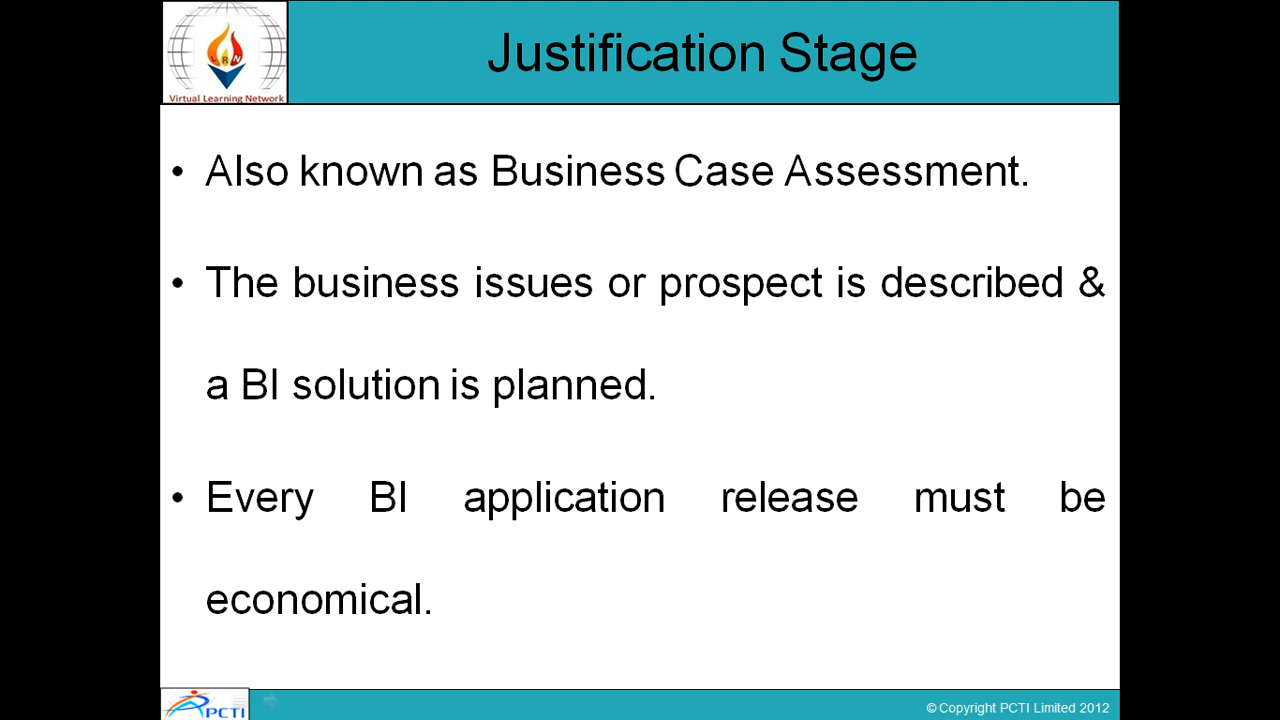 Justification Stage
Virtual Learning Network
• Also known as Business Case Assessment.
• The business issues or prospect is described &
a BI solution is planned.
• Every BI application release must be
economical.
PCTI
© Copyright PCTI Limited 2012